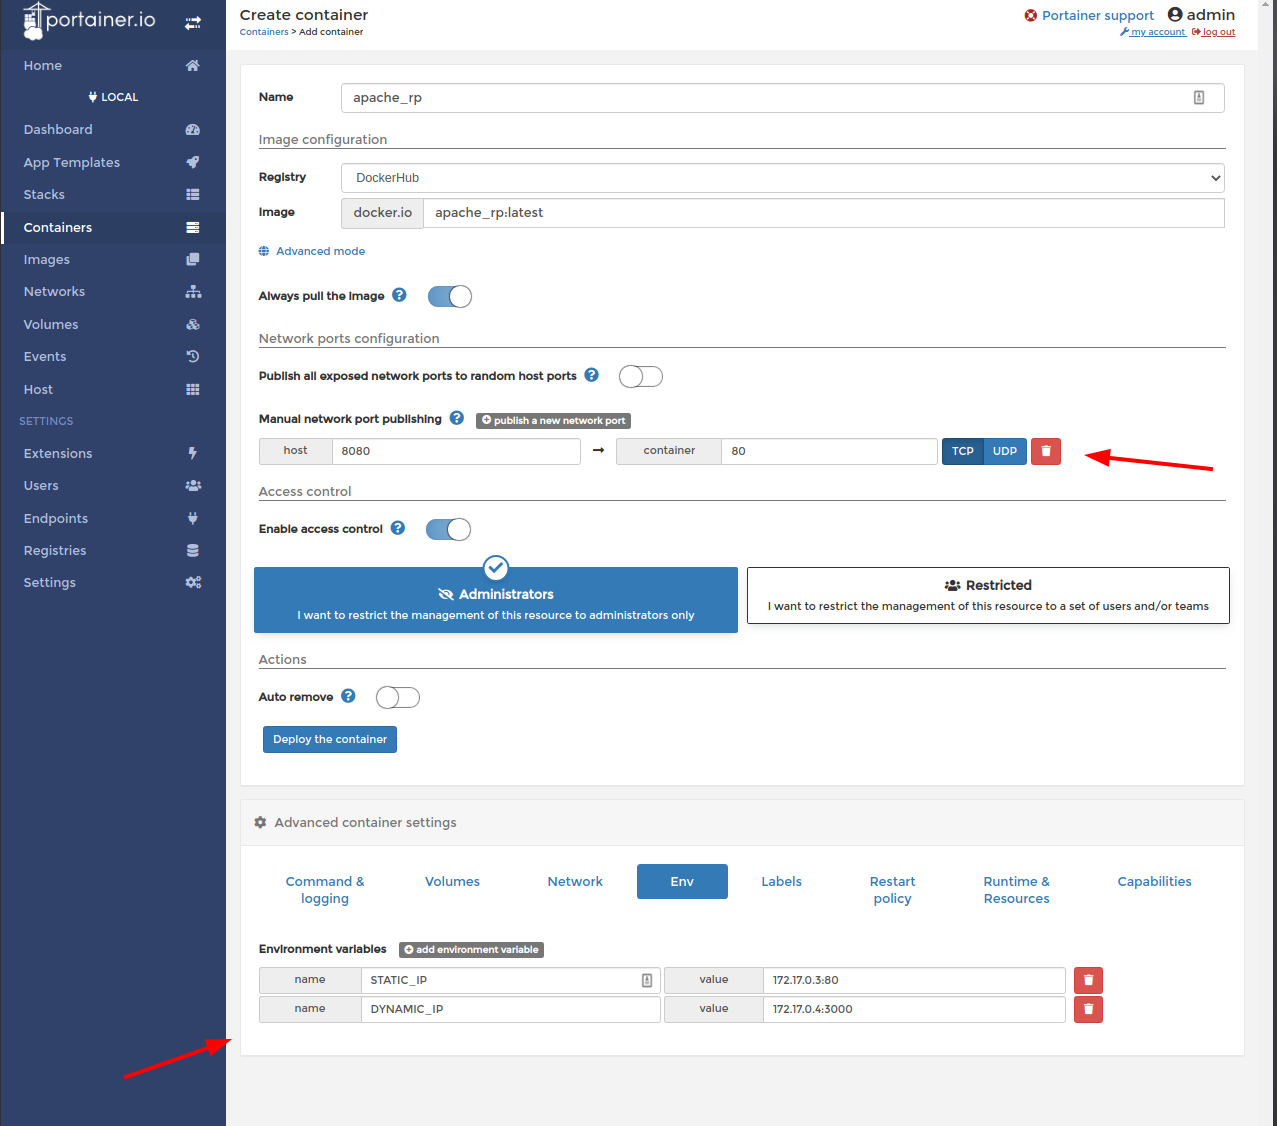 portainer.io
Home
LOCAL
Dashboard
App Templates
Stacks
Containers
Images
Networks
Volumes
Events
Host
SETTINGS
Extensions
Users
Endpoints
Registries
Settings
Create container
Containers > Add container
Portainer support admin
my account log out
Name apache_rp
Image configuration
Registry DockerHub
Image docker.io apache_rp:latest
Advanced mode
Always pull the image
Network ports configuration
Publish all exposed network ports to random host ports
Manual network port publishing publish a new network port
host 8080 → container 80 TCP UDP
Access control
Enable access control
Administrators
I want to restrict the management of this resource to administrators only
Restricted
I want to restrict the management of this resource to a set of users and/or teams
Actions
Auto remove
Deploy the container
Advanced container settings
Command & logging
Volumes
Network
Env
Labels
Restart policy
Runtime & Resources
Capabilities
Environment variables add environment variable
name STATIC_IP value 172.17.0.3:80
name DYNAMIC_IP value 172.17.0.4:3000